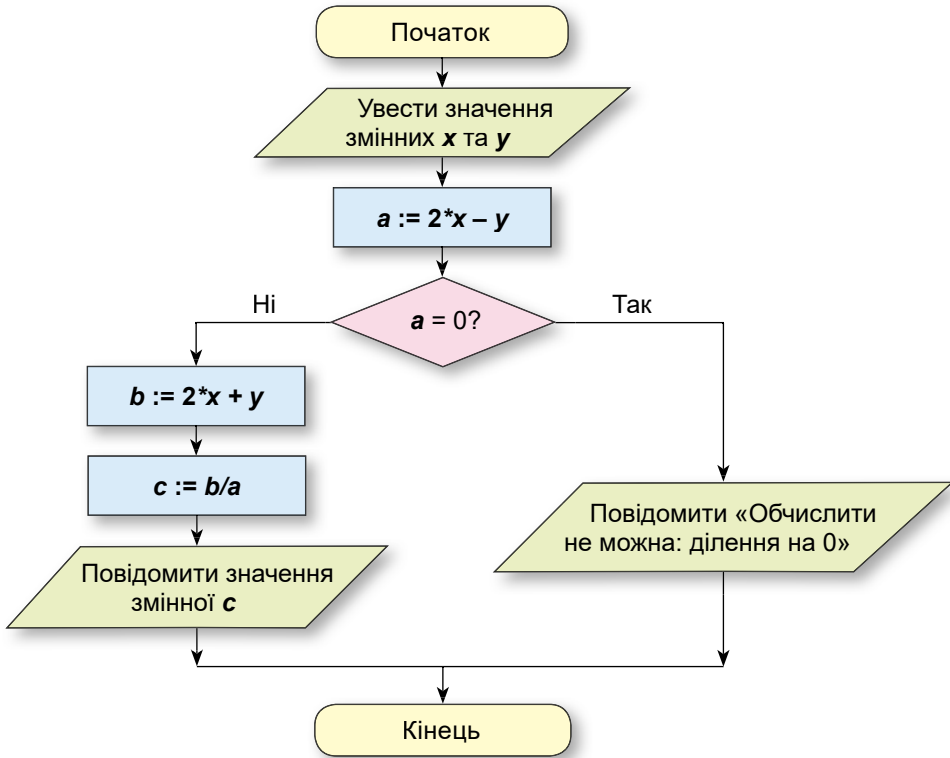 Початок
Увести значення
змінних x та y
a := 2*x – y
Ні
a = 0?
Так
b := 2*x + y
c := b/a
Повідомити значення
змінної c
Повідомити «Обчислити
не можна: ділення на 0»
Кінець